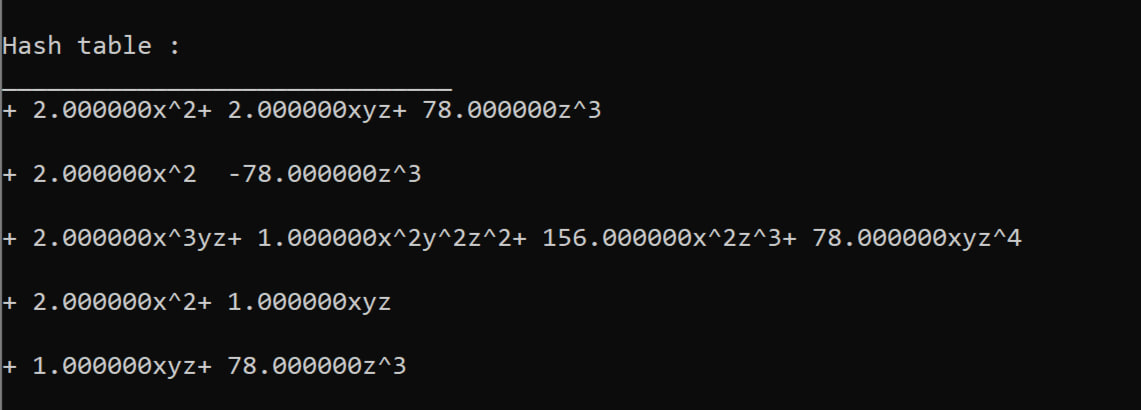 Hash table :
______________________________
+ 2.000000x^2+ 2.000000xyz+ 78.000000z^3
+ 2.000000x^2  -78.000000z^3
+ 2.000000x^3yz+ 1.000000x^2y^2z^2+ 156.000000x^2z^3+ 78.000000xyz^4
+ 2.000000x^2+ 1.000000xyz
+ 1.000000xyz+ 78.000000z^3